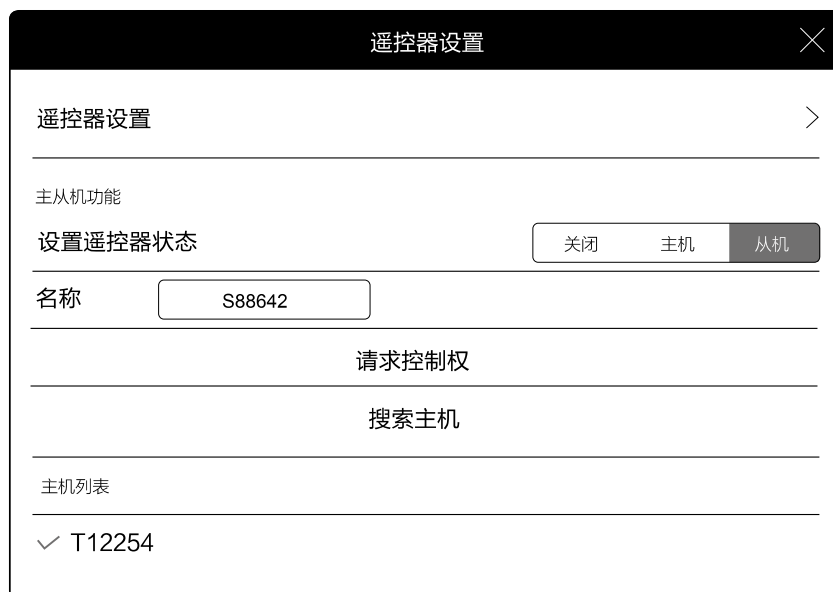 遥控器设置
遥控器设置
主从机功能
设置遥控器状态 关闭 主机 从机
名称 S88642
请求控制权
搜索主机
主机列表
T12254